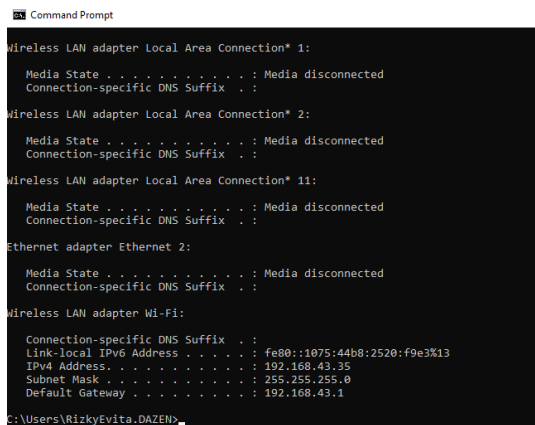 Command Prompt
Wireless LAN adapter Local Area Connection* 1:
Media State . . . . . . . . . . . : Media disconnected
Connection-specific DNS Suffix  . :
Wireless LAN adapter Local Area Connection* 2:
Media State . . . . . . . . . . . : Media disconnected
Connection-specific DNS Suffix  . :
Wireless LAN adapter Local Area Connection* 11:
Media State . . . . . . . . . . . : Media disconnected
Connection-specific DNS Suffix  . :
Ethernet adapter Ethernet 2:
Media State . . . . . . . . . . . : Media disconnected
Connection-specific DNS Suffix  . :
Wireless LAN adapter Wi-Fi:
Connection-specific DNS Suffix  . :
Link-local IPv6 Address . . . . . : fe80::1075:44b8:2520:f9e3%13
IPv4 Address. . . . . . . . . . . : 192.168.43.35
Subnet Mask . . . . . . . . . . . : 255.255.255.0
Default Gateway . . . . . . . . . : 192.168.43.1
C:\Users\RizkyEvita.DAZEN>_